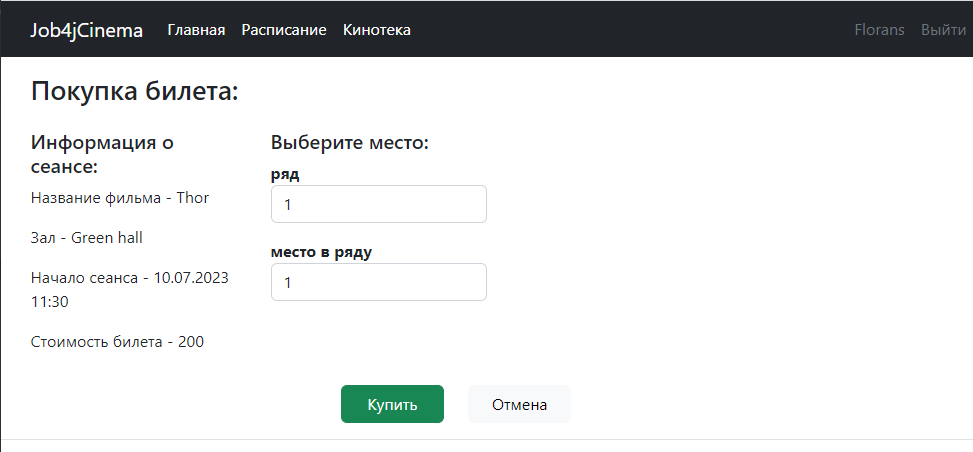 Job4jCinema Главная Расписание Кинотека Florans Выйти
Покупка билета:
Информация о
сеансе:
Название фильма - Thor
Зал - Green hall
Начало сеанса - 10.07.2023
11:30
Стоимость билета - 200
Выберите место:
ряд
1
место в ряду
1
Купить Отмена